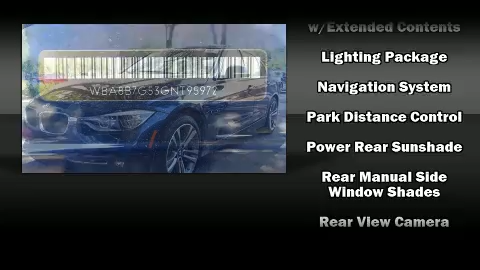 w/Extended Contents
Lighting Package
Navigation System
Park Distance Control
Power Rear Sunshade
Rear Manual Side
Window Shades
Rear View Camera
WBA8B7G53GNT95972